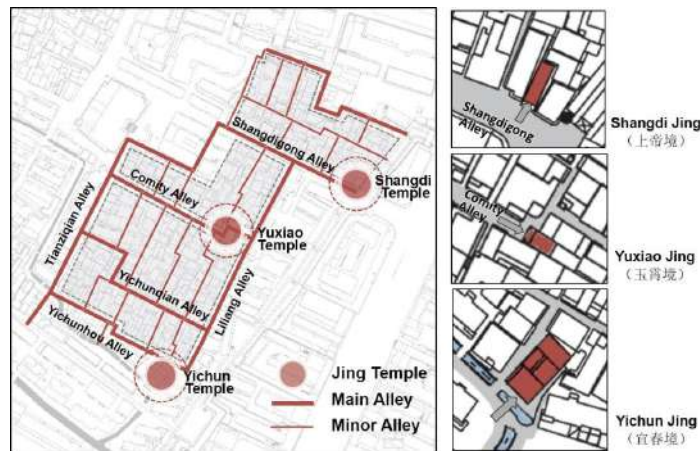 Shangdigong Alley
Shangdi
Temple
Comity Alley
Yuxiao
Temple
Tianziqian Alley
Yichunqian Alley
Liliang Alley
Yichunhou Alley
Yichun
Temple
Jing Temple
Main Alley
Minor Alley
Shangdigong
Alley
Shangdi Jing
(上帝境)
Comity
Alley
Yuxiao Jing
(玉霄境)
Yichun Jing
(宜春境)